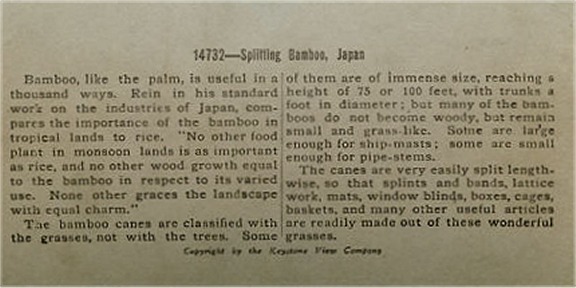 14732—Splitting Bamboo, Japan
Bamboo, like the palm, is useful in a
thousand ways. Rein in his standard
work on the industries of Japan, com-
pares the importance of the bamboo in
tropical lands to rice. "No other food
plant in monsoon lands is as important
as rice, and no other wood growth equal
to the bamboo in respect to its varied
use. None other graces the landscape
with equal charm."
The bamboo canes are classified with
the grasses, not with the trees. Some
of them are of immense size, reaching a
height of 75 or 100 feet, with trunks a
foot in diameter; but many of the bam-
boos do not become woody, but remain
small and grass-like. Some are large
enough for ship-masts; some are small
enough for pipe-stems.
The canes are very easily split length-
wise, so that splints and bands, lattice
work, mats, window blinds, boxes, cages,
baskets, and many other useful articles
are readily made out of these wonderful
grasses.
Copyright by the Keystone View Company